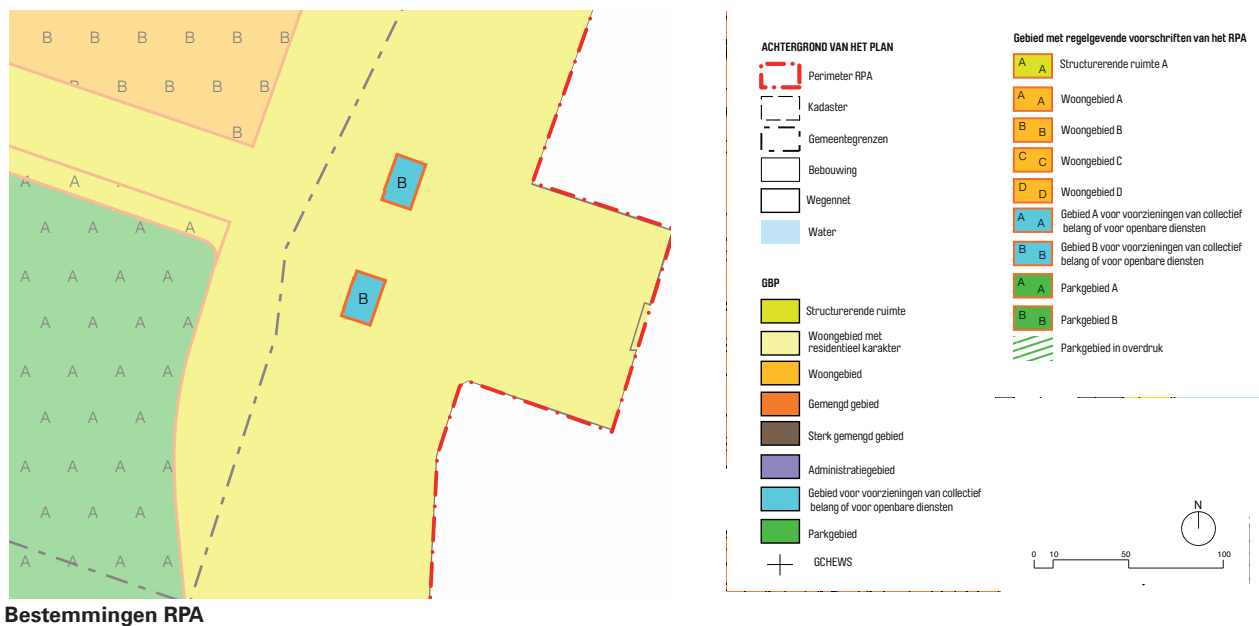 B B B B B B
B B B B B
B
A A
A A A A
A A A A
A A A A
A A A A
A A A
A A A A
A A A
A A A A
B
B
Bestemmingen RPA
ACHTERGROND VAN HET PLAN
Perimeter RPA
Kadaster
Gemeentegrenzen
Bebouwing
Wegennet
Water
GBP
Structurerende ruimte
Woongebied met
residentieel karakter
Woongebied
Gemengd gebied
Sterk gemengd gebied
Administratiegebied
Gebied voor voorzieningen van collectief
belang of voor openbare diensten
Parkgebied
GCHEWS
Gebied met regelgevende voorschriften van het RPA
A A Structurerende ruimte A
A A Woongebied A
B B Woongebied B
C C Woongebied C
D D Woongebied D
A A Gebied A voor voorzieningen van collectief
belang of voor openbare diensten
B B Gebied B voor voorzieningen van collectief
belang of voor openbare diensten
A A Parkgebied A
B B Parkgebied B
Parkgebied in overdruk
N
0 10 50 100